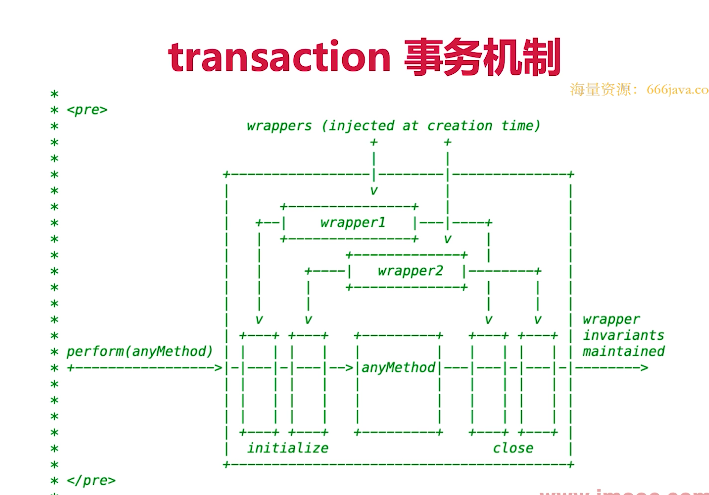 transaction 事务机制
海量资源：666java.co
*
* <pre>
*                       wrappers (injected at creation time)
*                                      +        +
*                                      |        |
*                    +-----------------|--------|--------------+
*                    |                 v        |              |
*                    |      +---------------+   |              |
*                    |   +--|    wrapper1   |---|----+         |
*                    |   |  +---------------+   v    |         |
*                    |   |          +-------------+  |         |
*                    |   |     +----|   wrapper2  |--------+   |
*                    |   |     |    +-------------+  |     |   |
*                    |   |     |                     |     |   |
*                    |   v     v                     v     v   | wrapper
*                    | +---+ +---+   +---------+   +---+ +---+ | invariants
* perform(anyMethod) | |   | |   |   |         |   |   | |   | | maintained
* +----------------->|-|---|-|---|-->|anyMethod|---|---|-|---|-|-------->
*                    | |   | |   |   |         |   |   | |   | |
*                    | |   | |   |   |         |   |   | |   | |
*                    | |   | |   |   |         |   |   | |   | |
*                    | +---+ +---+   +---------+   +---+ +---+ |
*                    |  initialize                    close    |
*                    +-----------------------------------------+
* </pre>
*